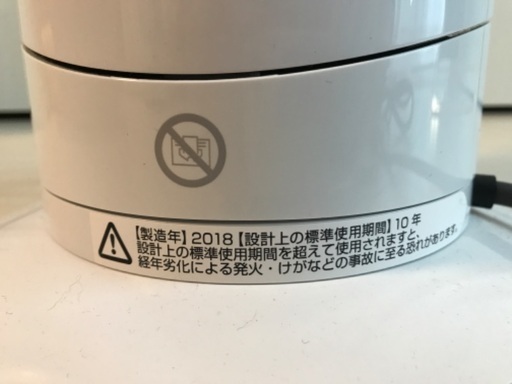 【製造年】2018【設計上の標準使用期間】10年
設計上の標準使用期間を超えて使用されますと、
経年劣化による発火・けがなどの事故に至る恐れがあります。